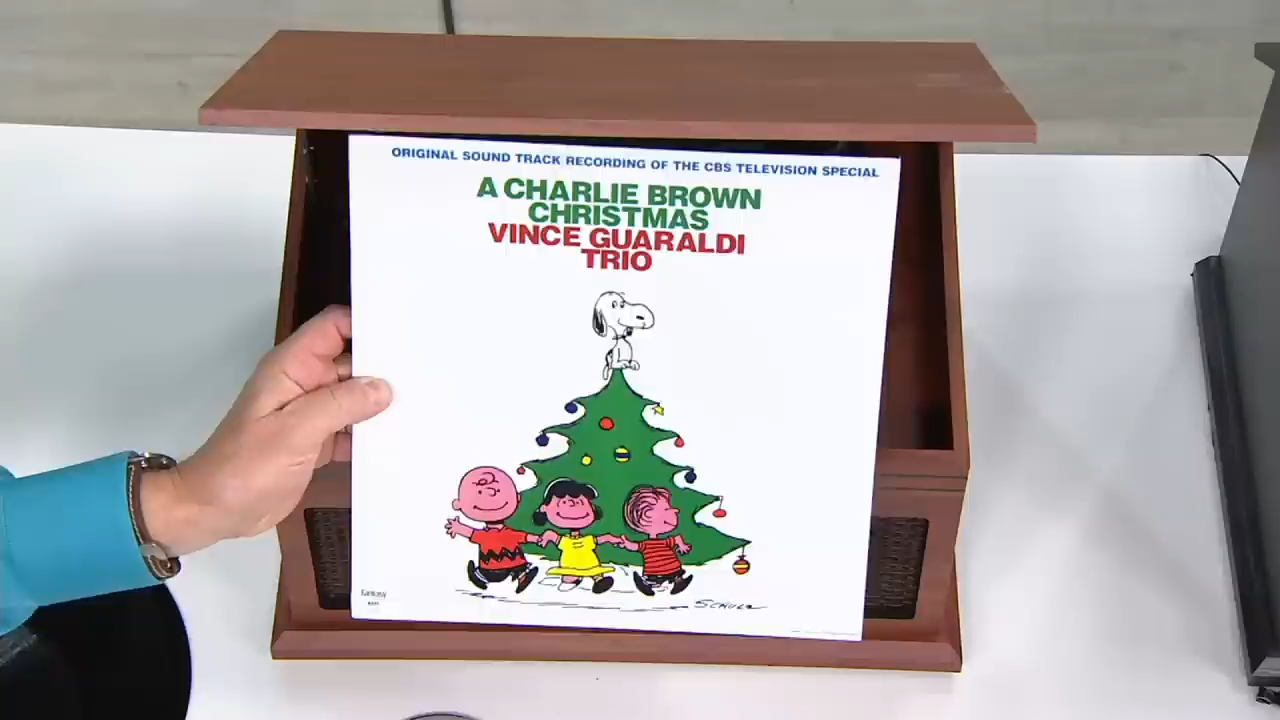 ORIGINAL SOUND TRACK RECORDING OF THE CBS TELEVISION SPECIAL
A CHARLIE BROWN
CHRISTMAS
VINCE GUARALDI
TRIO
Fantasy
SCHULZ